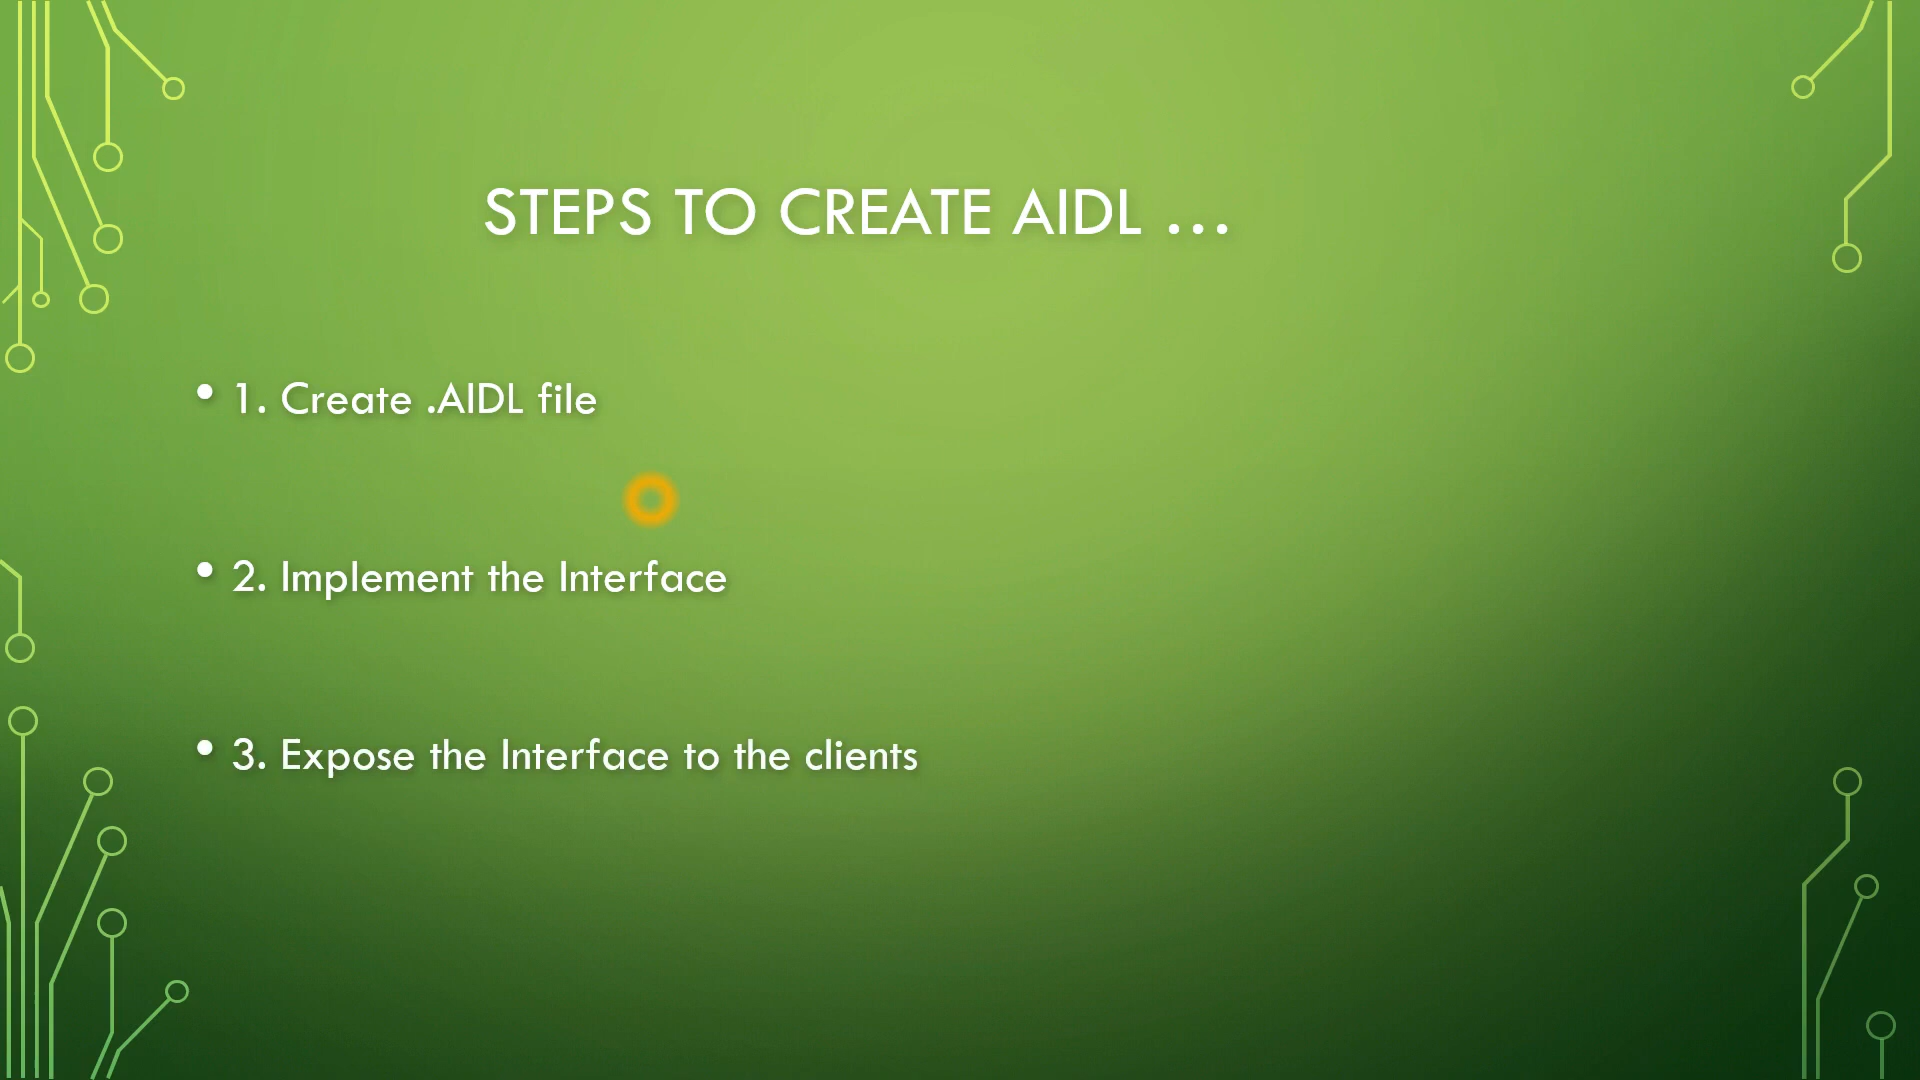 STEPS TO CREATE AIDL ...
• 1. Create .AIDL file
• 2. Implement the Interface
• 3. Expose the Interface to the clients